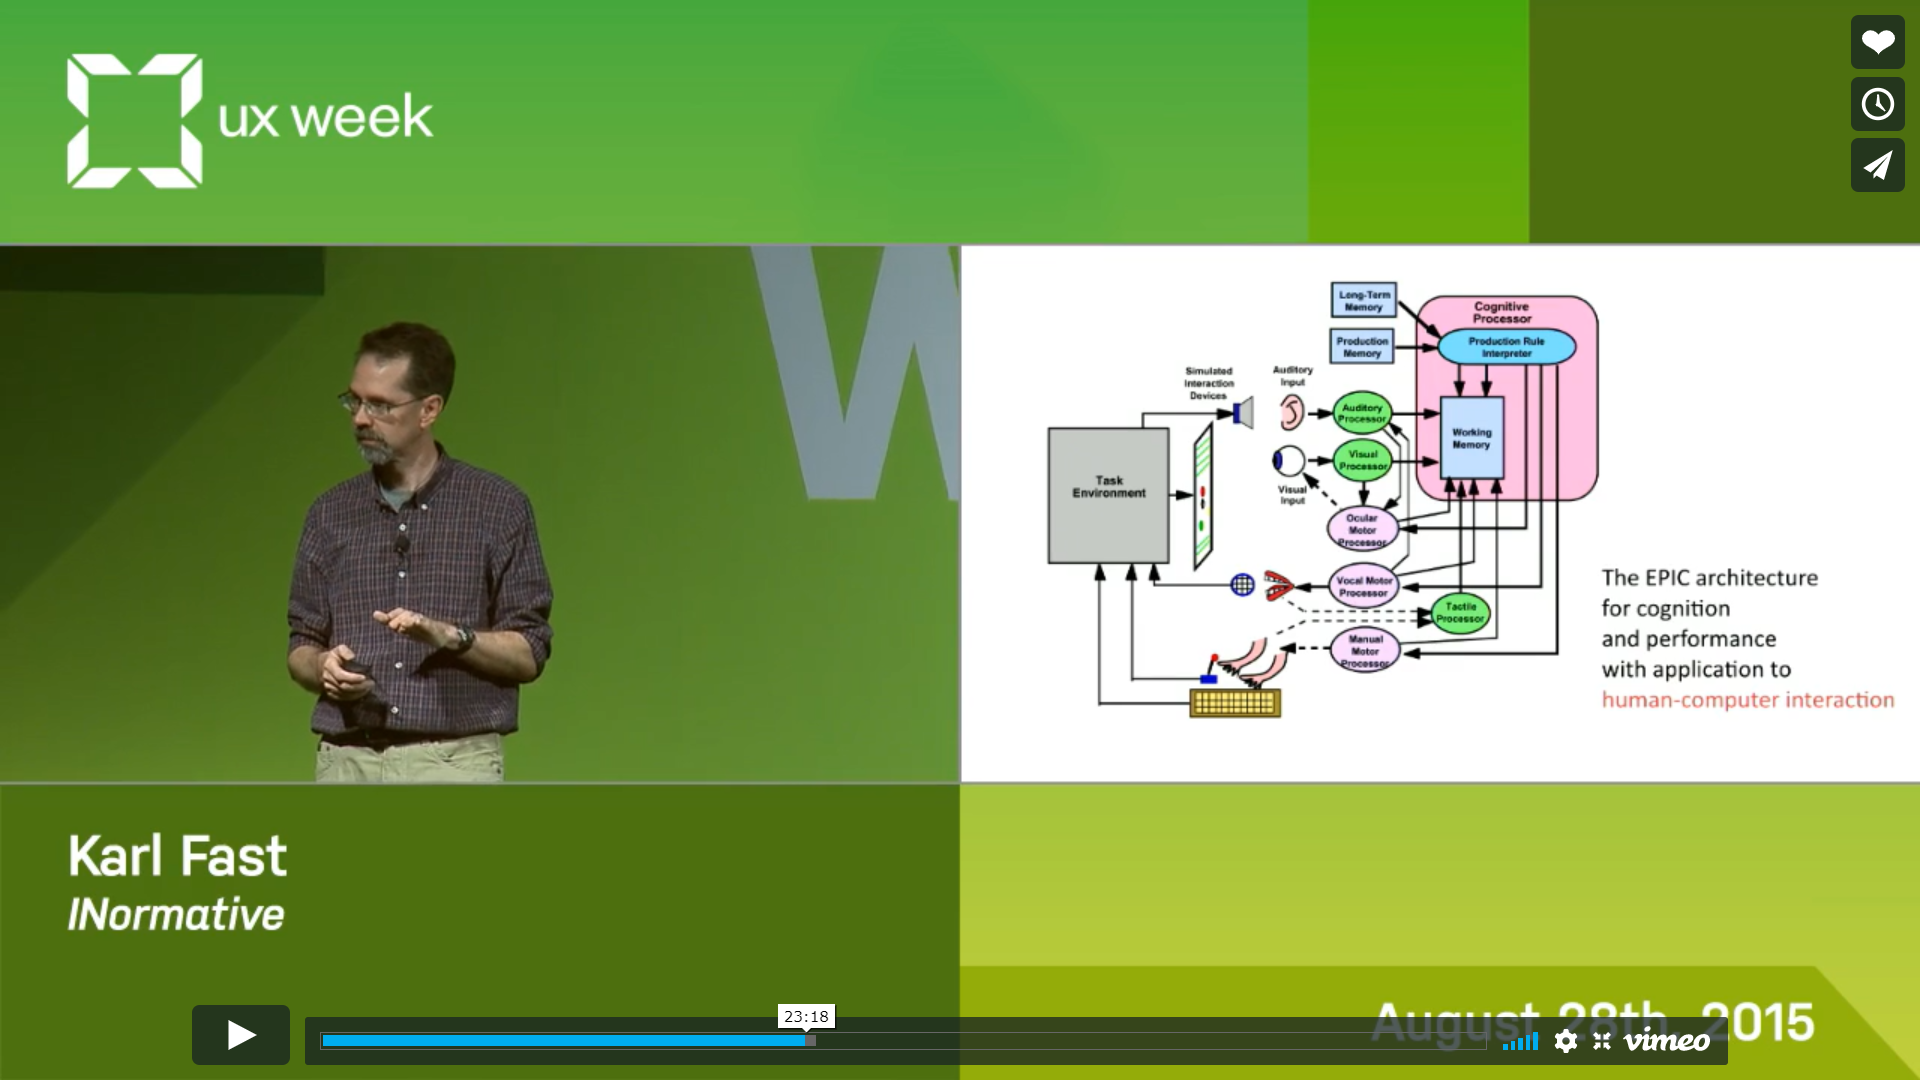 ux week
W
Long-Term
Memory
Production
Memory
Cognitive
Processor
Production Rule
Interpreter
Simulated
Interaction
Devices
Auditory
Input
Auditory
Processor
Working
Memory
Visual
Processor
Visual
Input
Task
Environment
Ocular
Motor
Processor
Vocal Motor
Processor
Tactile
Processor
Manual
Motor
Processor
The EPIC architecture
for cognition
and performance
with application to
human-computer interaction
Karl Fast
INormative
23:18
August 28th, 2015
vimeo